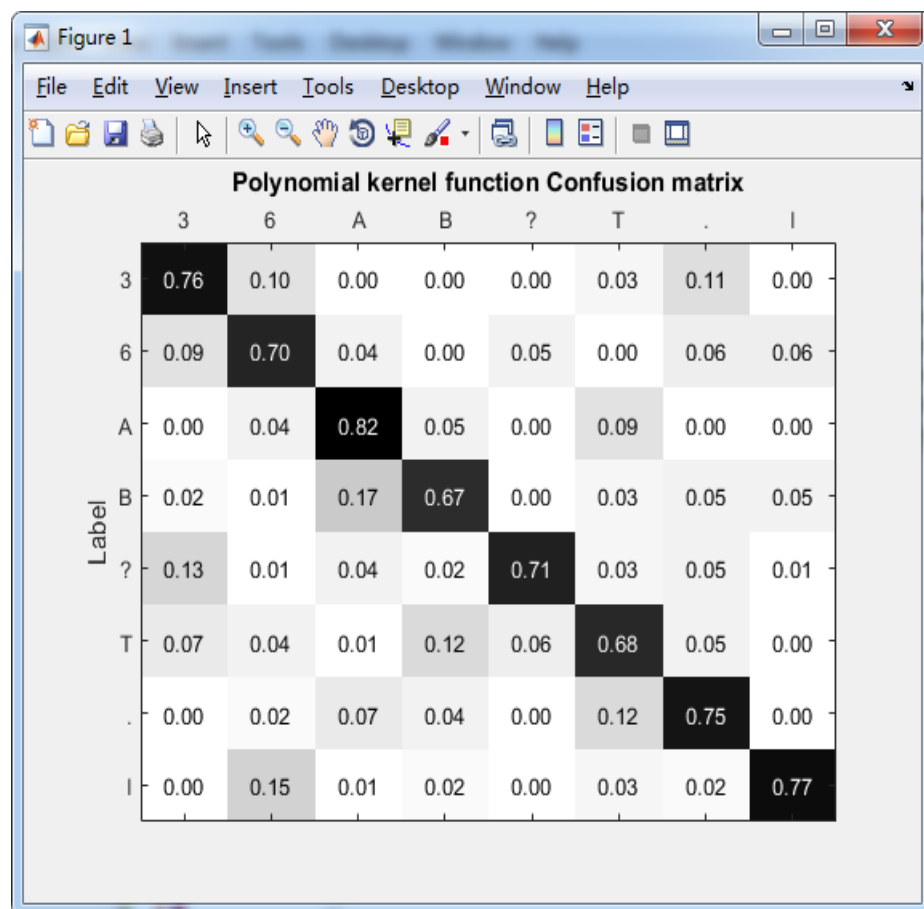 Figure 1
File Edit View Insert Tools Desktop Window Help
Polynomial kernel function Confusion matrix
3 6 A B ? T . I
3 0.76 0.10 0.00 0.00 0.00 0.03 0.11 0.00
6 0.09 0.70 0.04 0.00 0.05 0.00 0.06 0.06
A 0.00 0.04 0.82 0.05 0.00 0.09 0.00 0.00
B 0.02 0.01 0.17 0.67 0.00 0.03 0.05 0.05
Label
? 0.13 0.01 0.04 0.02 0.71 0.03 0.05 0.01
T 0.07 0.04 0.01 0.12 0.06 0.68 0.05 0.00
. 0.00 0.02 0.07 0.04 0.00 0.12 0.75 0.00
I 0.00 0.15 0.01 0.02 0.00 0.03 0.02 0.77